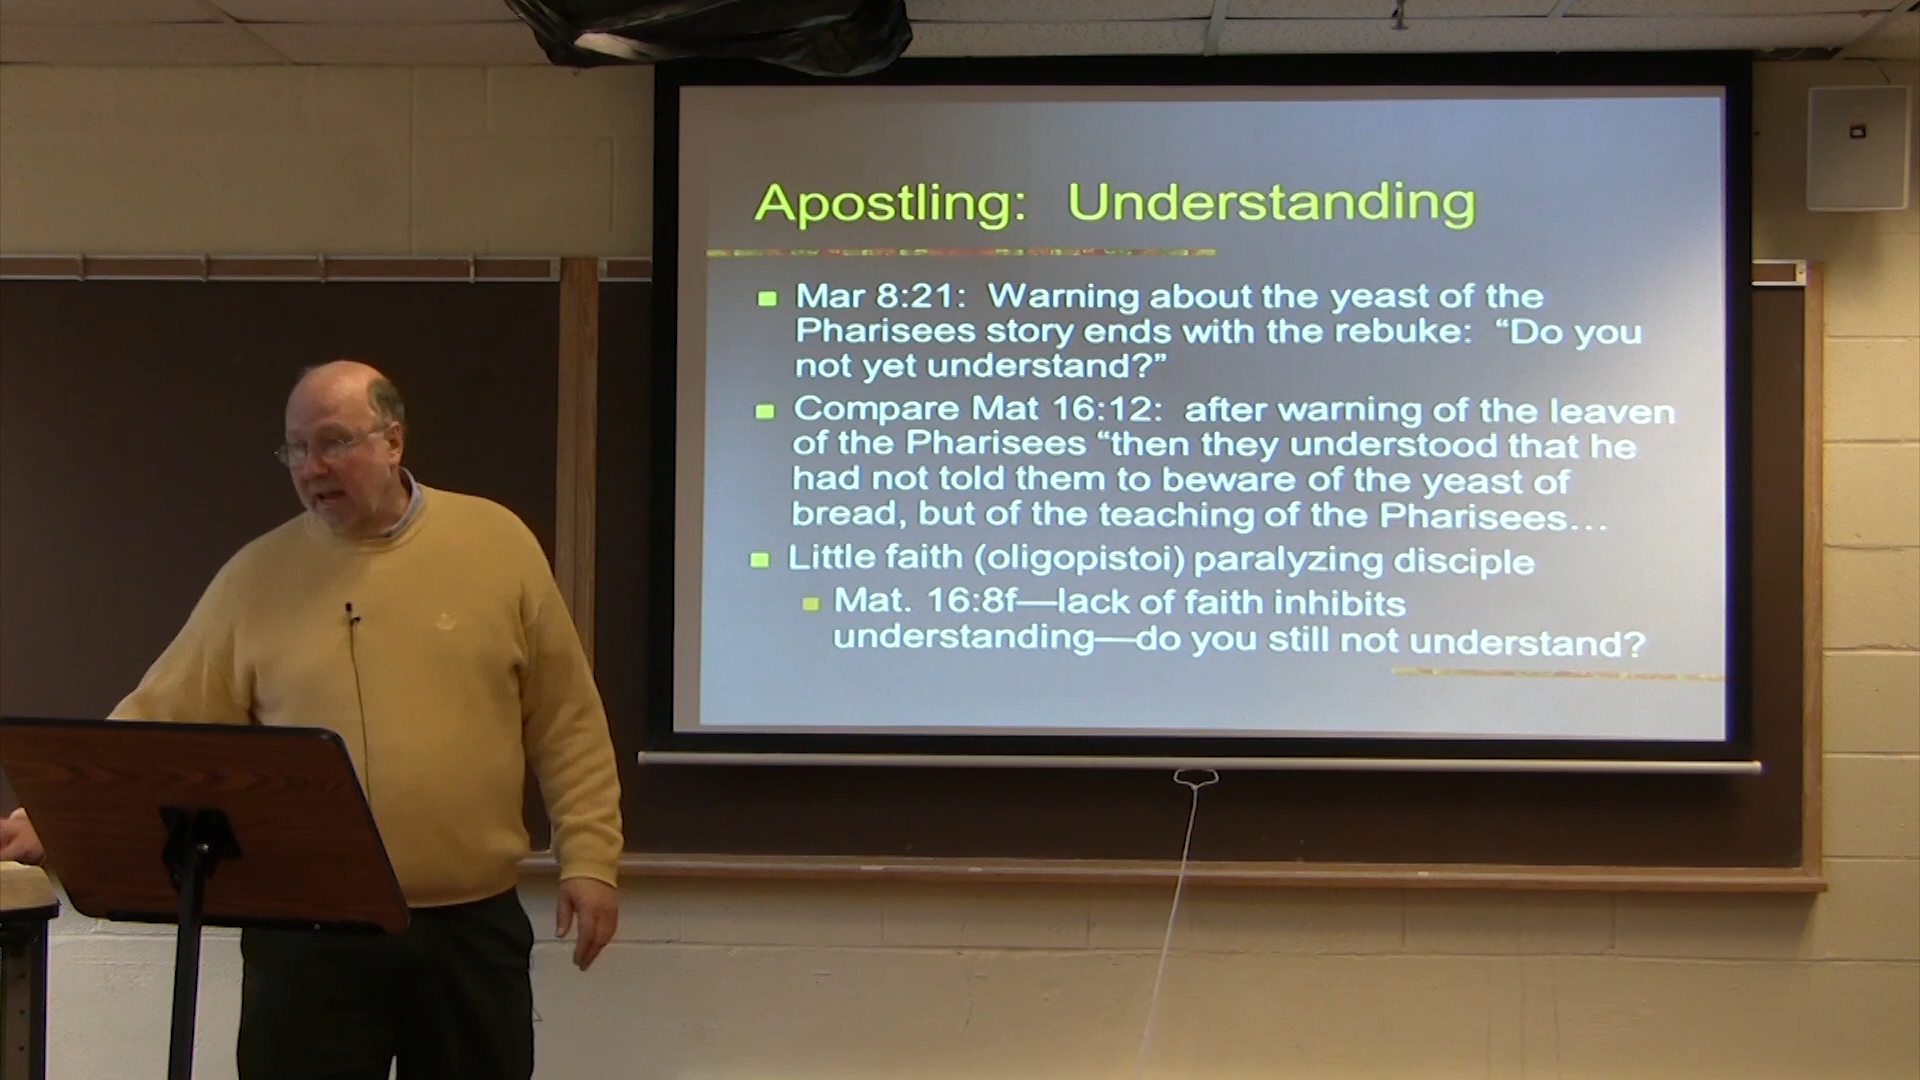 Apostling: Understanding
Mar 8:21: Warning about the yeast of the
Pharisees story ends with the rebuke: “Do you
not yet understand?”
Compare Mat 16:12: after warning of the leaven
of the Pharisees “then they understood that he
had not told them to beware of the yeast of
bread, but of the teaching of the Pharisees…
Little faith (oligopistoi) paralyzing disciple
Mat. 16:8f—lack of faith inhibits
understanding—do you still not understand?